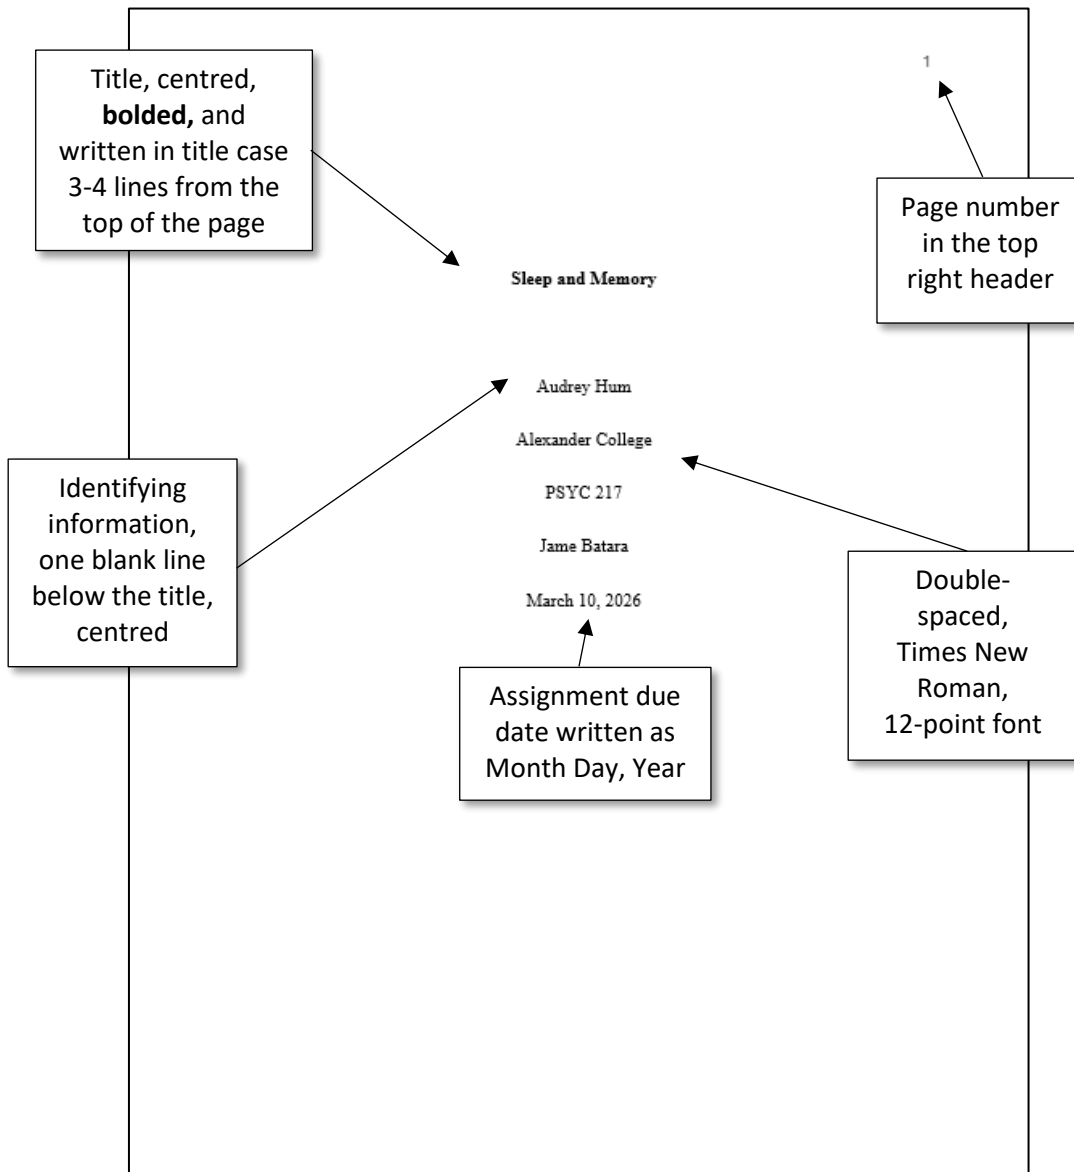 1
Title, centred,
bolded, and
written in title case
3-4 lines from the
top of the page
Page number
in the top
right header
Sleep and Memory
Audrey Hum
Alexander College
PSYC 217
Jame Batara
March 10, 2026
Identifying
information,
one blank line
below the title,
centred
Double-
spaced,
Times New
Roman,
12-point font
Assignment due
date written as
Month Day, Year